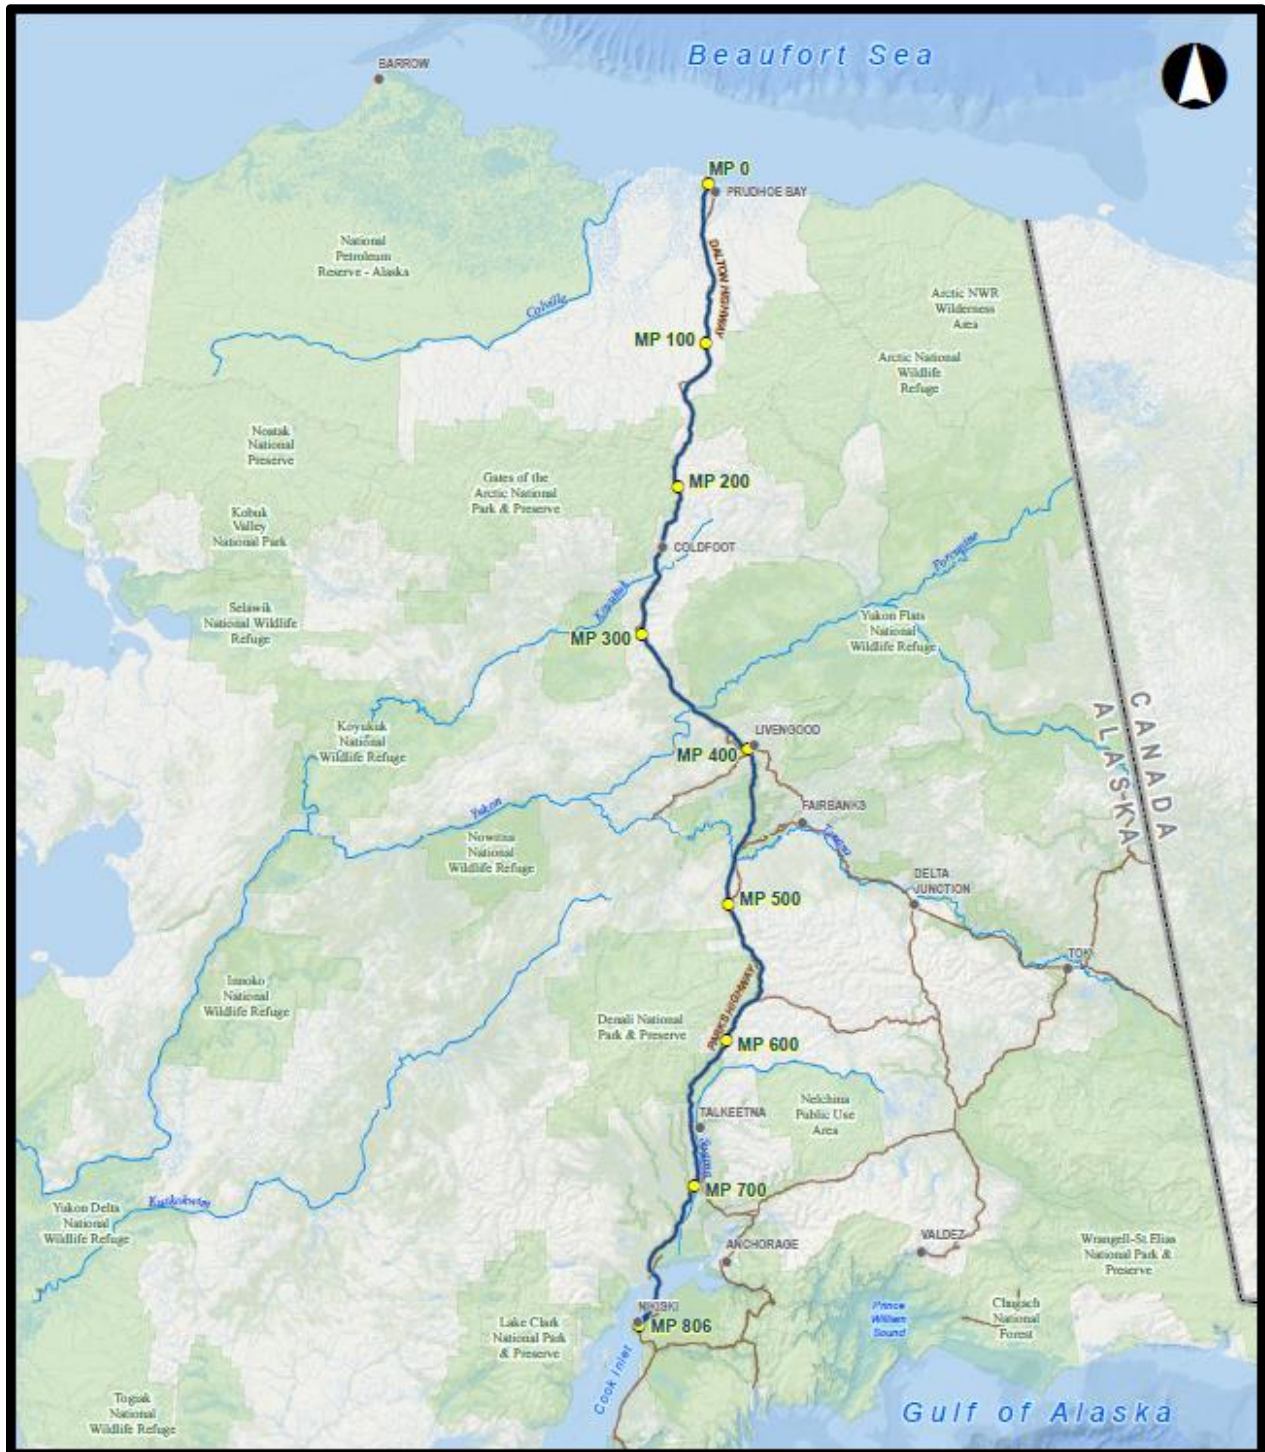 Beaufort Sea
BARROW
MP 0
PRUDHOE BAY
National
Petroleum
Reserve - Alaska
DALTON HIGHWAY
Arctic NWR
Wilderness
Area
Colville
MP 100
Arctic National
Wildlife
Refuge
Noatak
National
Preserve
Gates of the
Arctic National
Park & Preserve
MP 200
Kobuk
Valley
National Park
COLDFOOT
Porcupine
Koyukuk
Selawik
National Wildlife
Refuge
MP 300
Yukon Flats
National
Wildlife Refuge
CANADA
ALASKA
Koyukuk
National
Wildlife Refuge
LIVENGOOD
MP 400
Yukon
FAIRBANKS
Tanana
Nowitna
National
Wildlife Refuge
DELTA
JUNCTION
MP 500
TOK
Innoko
National
Wildlife Refuge
PARKS HIGHWAY
Denali National
Park & Preserve
MP 600
Nelchina
Public Use
Area
TALKEETNA
Susitna
MP 700
Kuskokwim
Yukon Delta
National
Wildlife Refuge
ANCHORAGE
VALDEZ
Wrangell-St Elias
National Park &
Preserve
NIKISKI
MP 806
Prince
William
Sound
Chugach
National
Forest
Lake Clark
National Park
& Preserve
Cook Inlet
Togiak
National
Wildlife Refuge
Gulf of Alaska